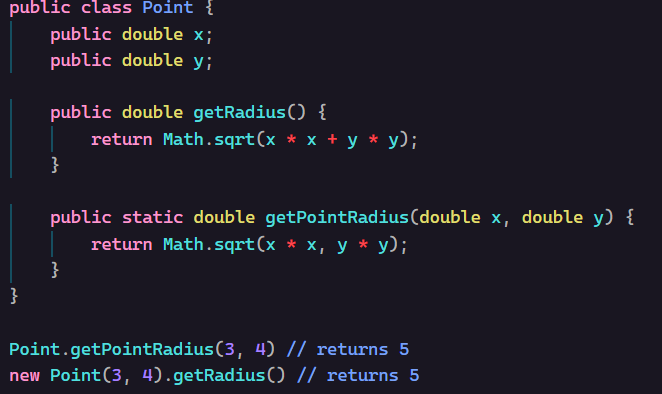 public class Point {
    public double x;
    public double y;

    public double getRadius() {
        return Math.sqrt(x * x + y * y);
    }

    public static double getPointRadius(double x, double y) {
        return Math.sqrt(x * x, y * y);
    }
}

Point.getPointRadius(3, 4) // returns 5
new Point(3, 4).getRadius() // returns 5